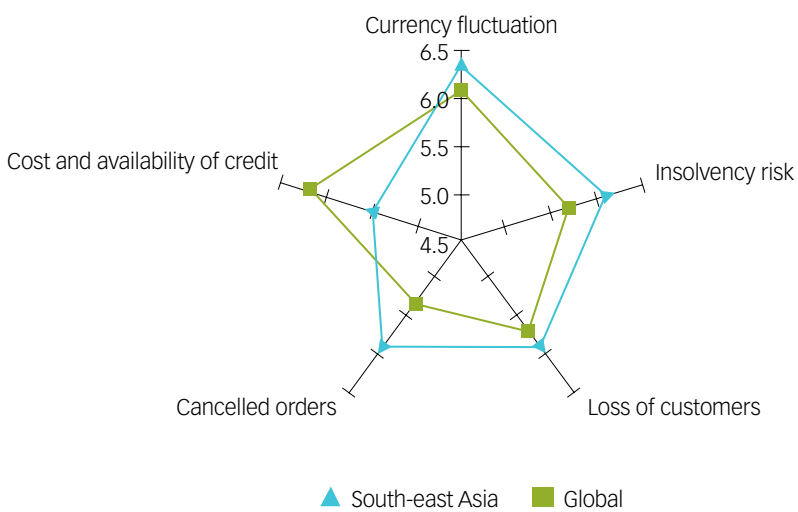 Currency fluctuation
6.5
6.0
Cost and availability of credit
5.5
Insolvency risk
5.0
4.5
Cancelled orders
Loss of customers
South-east Asia
Global